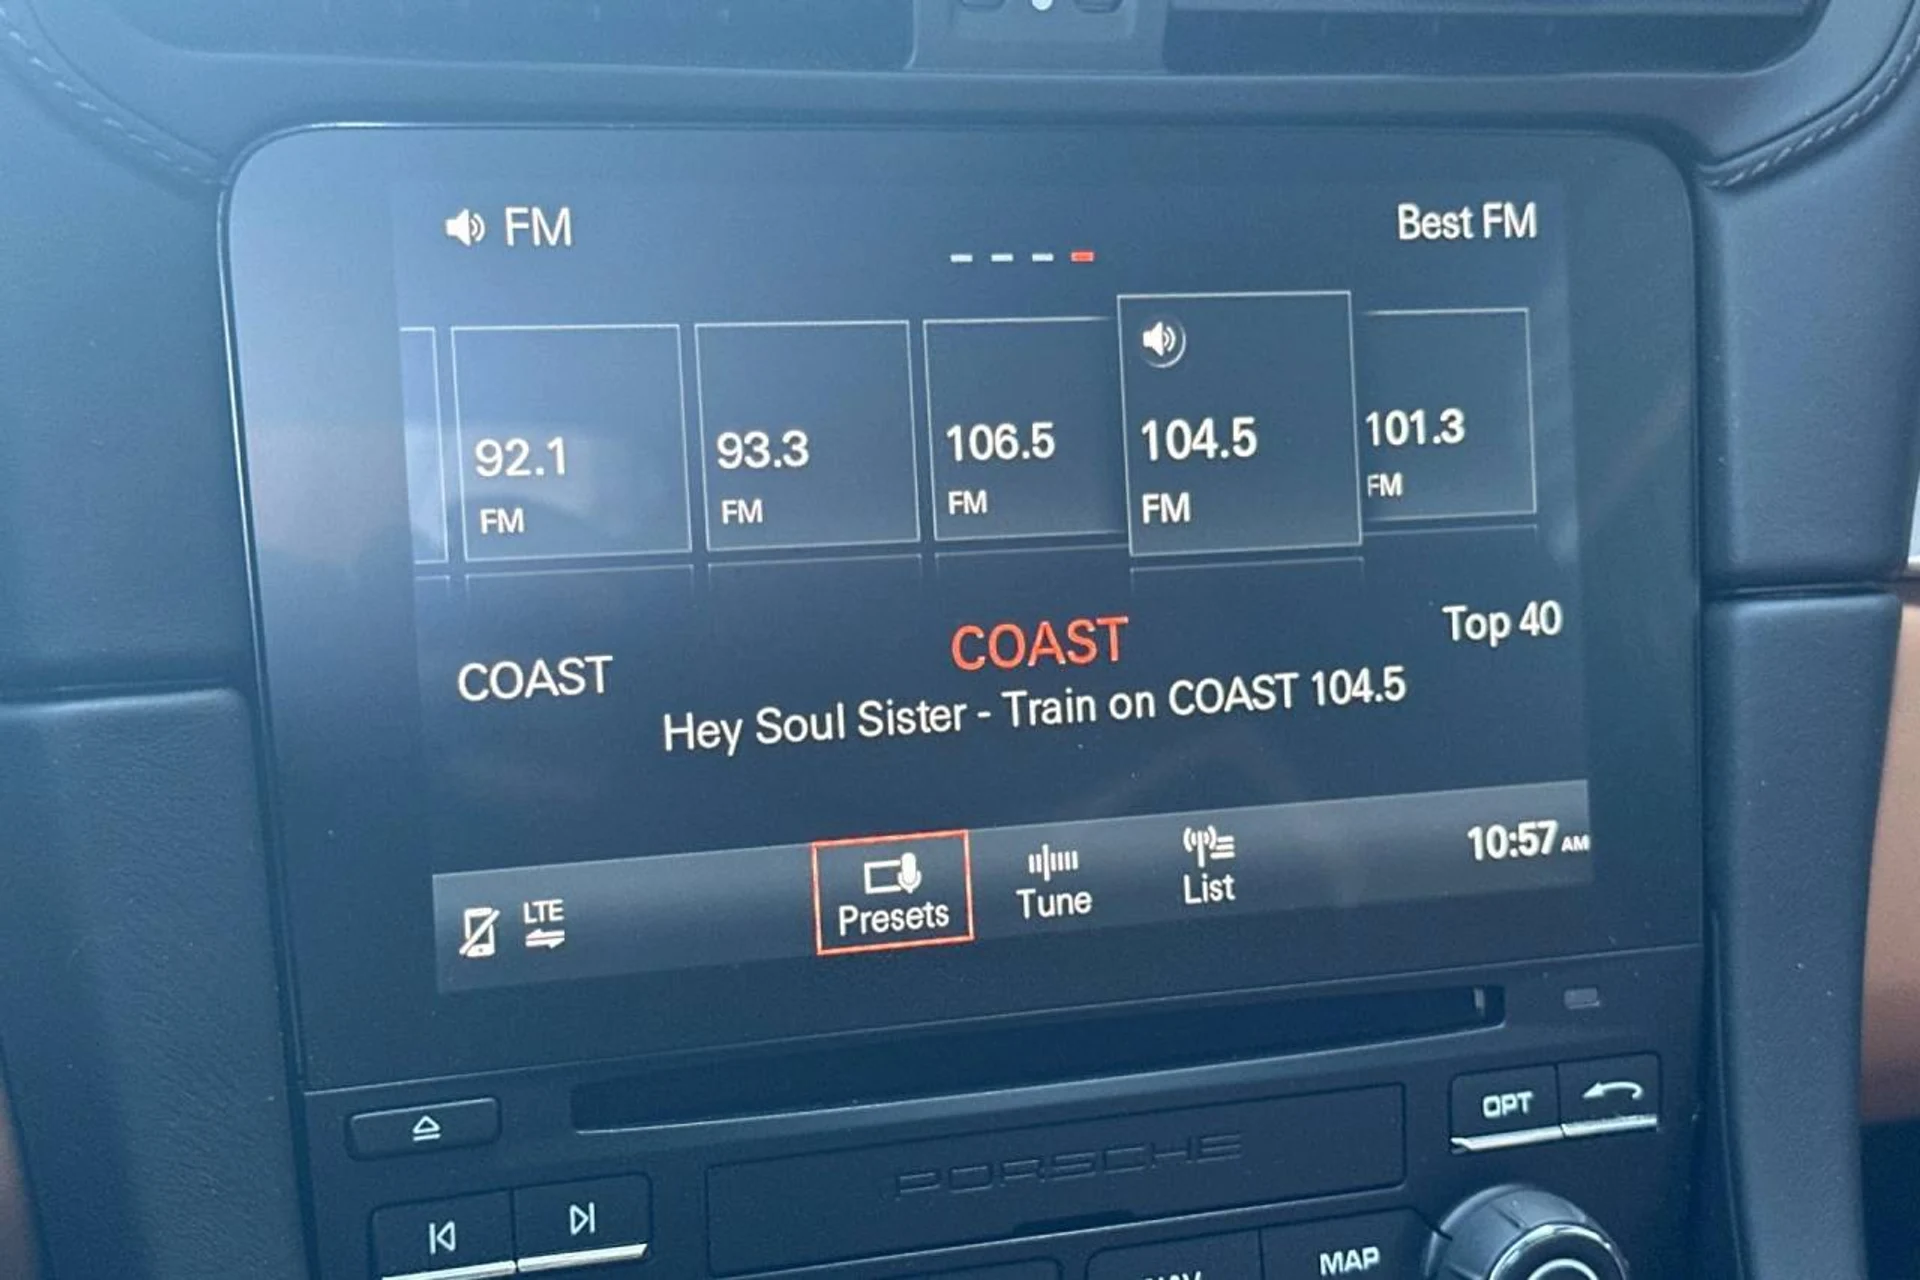 FM
Best FM
92.1
FM
93.3
FM
106.5
FM
104.5
FM
101.3
FM
COAST
COAST
Top 40
Hey Soul Sister - Train on COAST 104.5
LTE
Presets
Tune
List
10:57 AM
OPT
PORSCHE
MAP